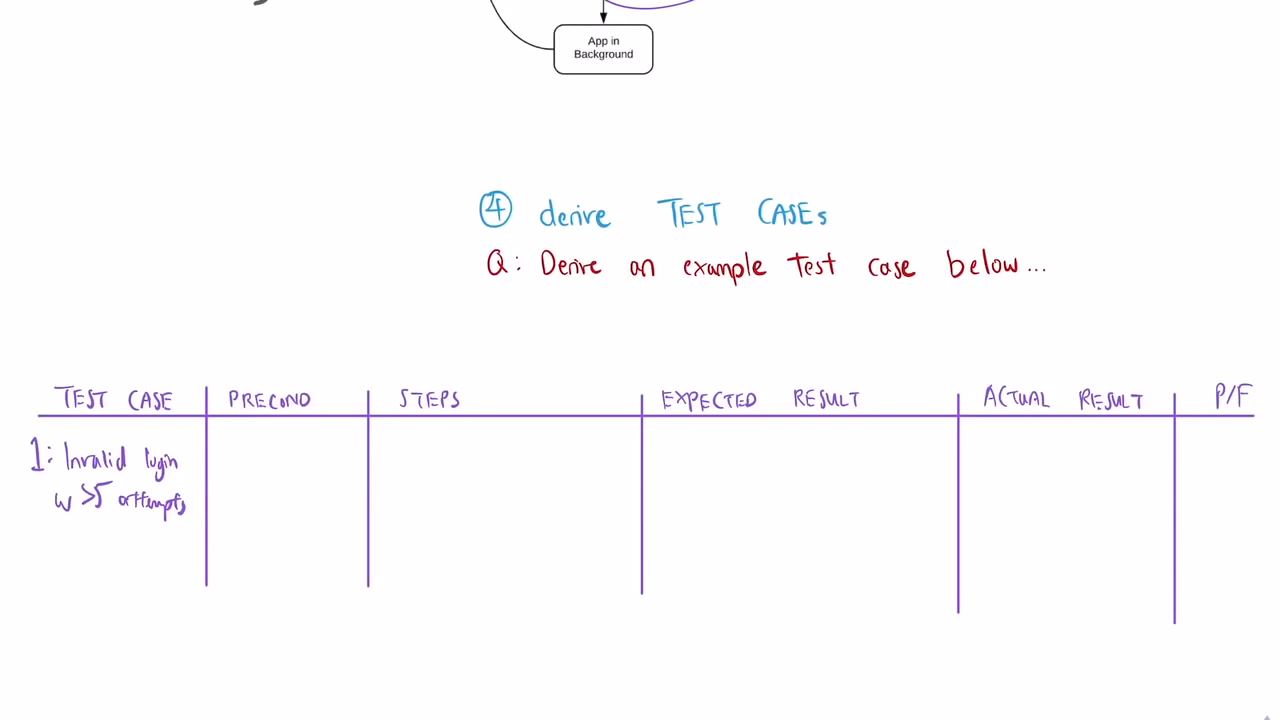 App in
Background
④ derive TEST CASEs
Q: Derive an example test case below...
TEST CASE PRECOND STEPS EXPECTED RESULT ACTUAL RESULT P/F
1: Invalid login
w >5 attempts